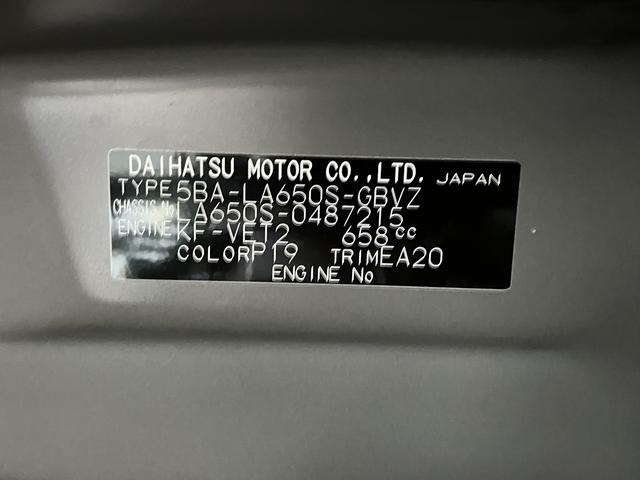 DAIHATSU MOTOR CO.,LTD. JAPAN
TYPE 5BA-LA650S-GBVZ
CHASSIS No LA650S-0487215
ENGINE KF-VET2 658cc
COLOR P19 TRIM EA20
ENGINE No